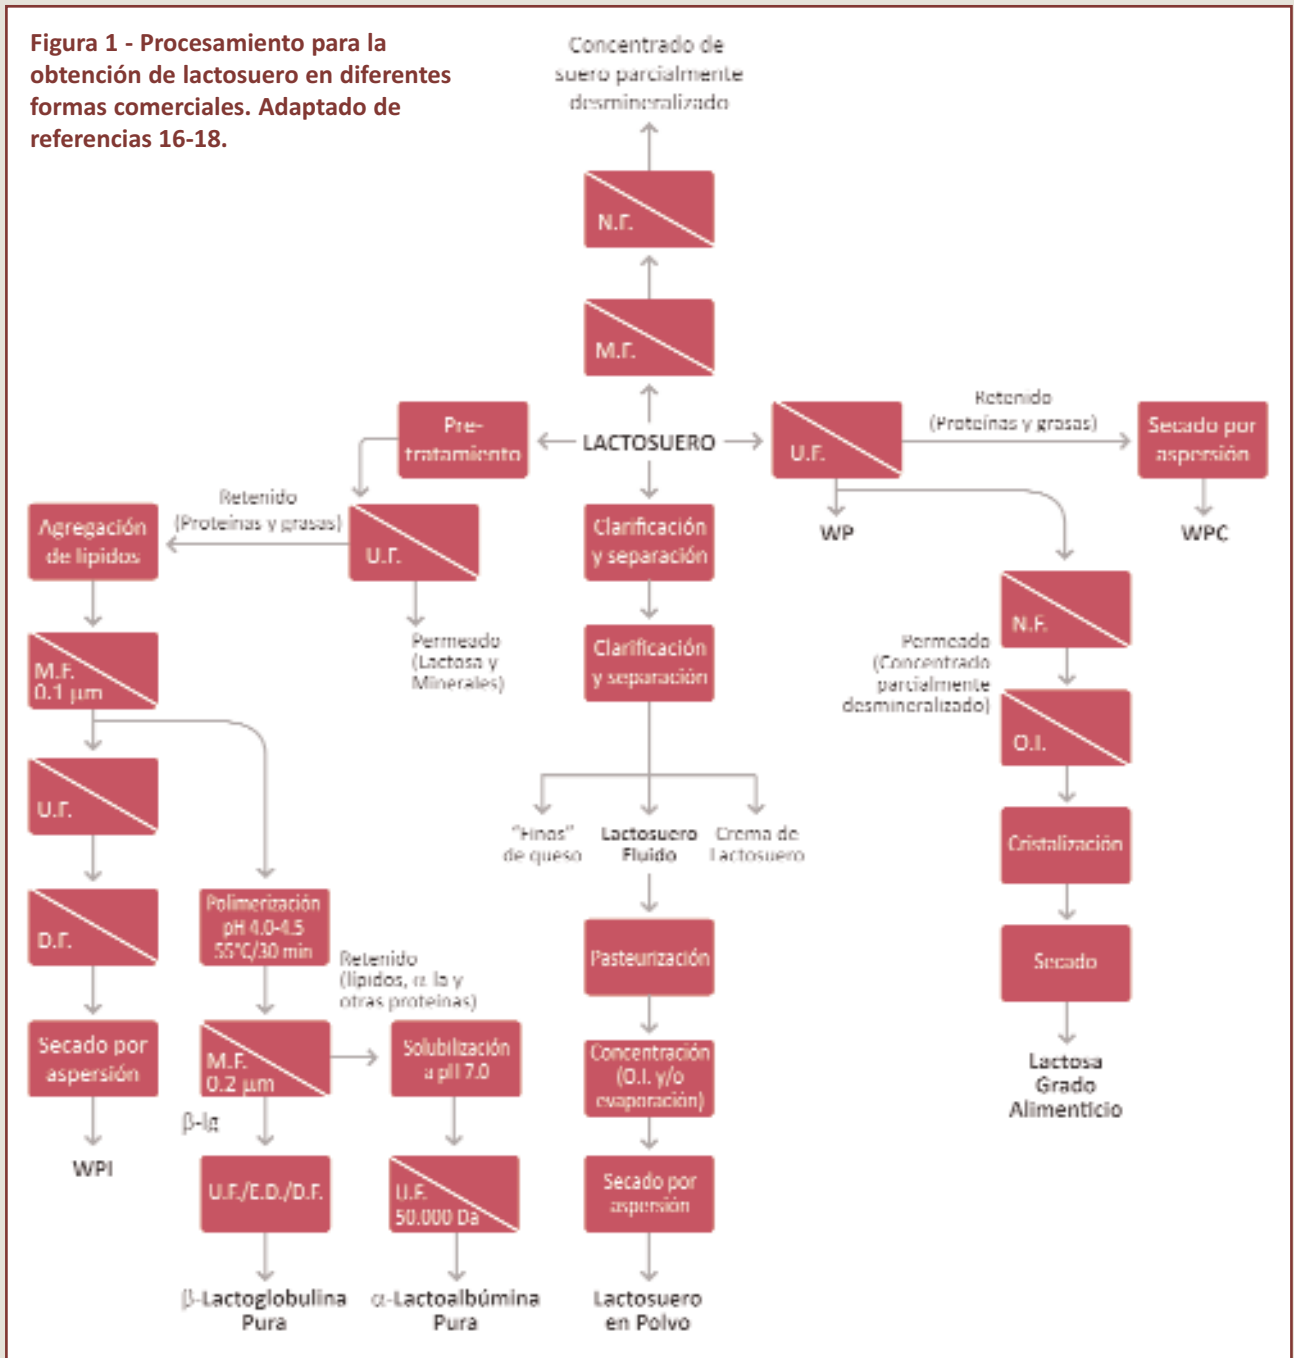 Figura 1 - Procesamiento para la
obtención de lactosuero en diferentes
formas comerciales. Adaptado de
referencias 16-18.
Concentrado de
suero parcialmente
desmineralizado
N.F.
M.F.
Pre-
tratamiento
LACTOSUERO
U.F.
Retenido
(Proteínas y grasas)
Secado por
aspersión
WP
WPC
Retenido
(Proteínas y grasas)
Agregación
de lípidos
U.F.
Clarificación
y separación
Permeado
(Lactosa y
Minerales)
Clarificación
y separación
N.F.
Permeado
(Concentrado
parcialmente
desmineralizado)
O.I.
M.F.
0.1 µm
U.F.
"Finos"
de queso
Lactosuero
Fluido
Crema de
Lactosuero
Cristalización
D.F.
Polimerización
pH 4.0-4.5
55°C/30 min
Retenido
(lípidos, α la y
otras proteínas)
Pasteurización
Secado
Secado por
aspersión
M.F.
0.2 µm
Solubilización
a pH 7.0
Concentración
(O.I. y/o
evaporación)
Lactosa
Grado
Alimenticio
β-lg
WPI
U.F./E.D./D.F.
U.F.
50.000 Da
Secado por
aspersión
β-Lactoglobulina
Pura
α-Lactoalbúmina
Pura
Lactosuero
en Polvo